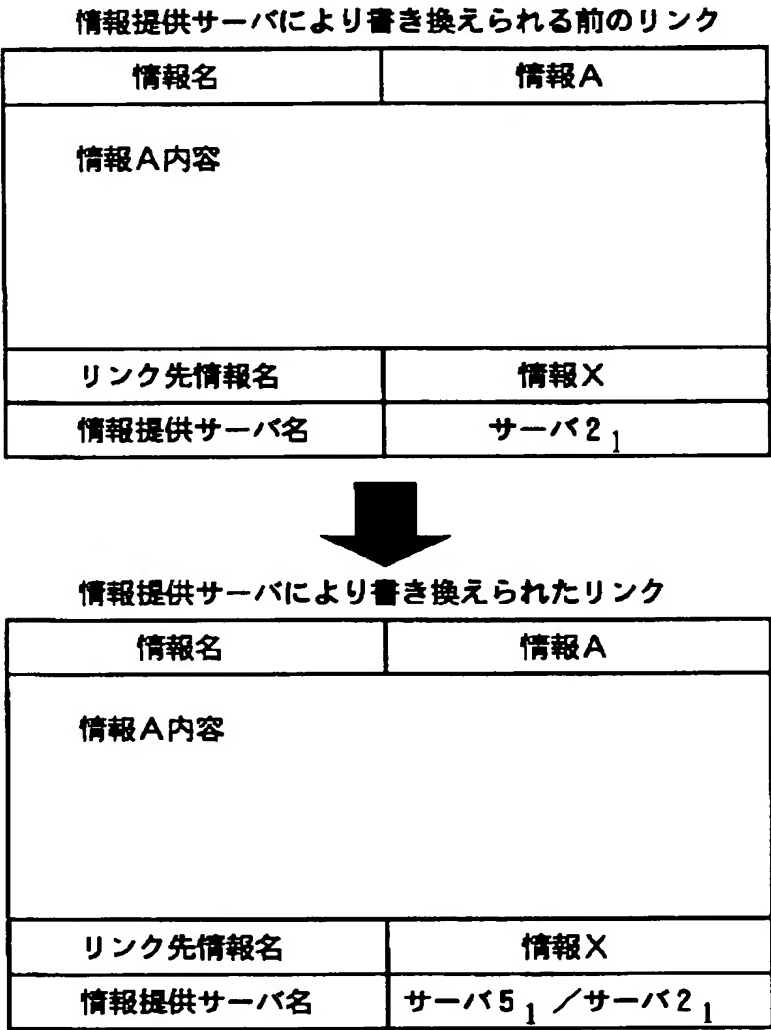 情報提供サーバにより書き換えられる前のリンク
情報名 情報A
情報A内容
リンク先情報名 情報X
情報提供サーバ名 サーバ2₁
情報提供サーバにより書き換えられたリンク
情報名 情報A
情報A内容
リンク先情報名 情報X
情報提供サーバ名 サーバ5₁／サーバ2₁